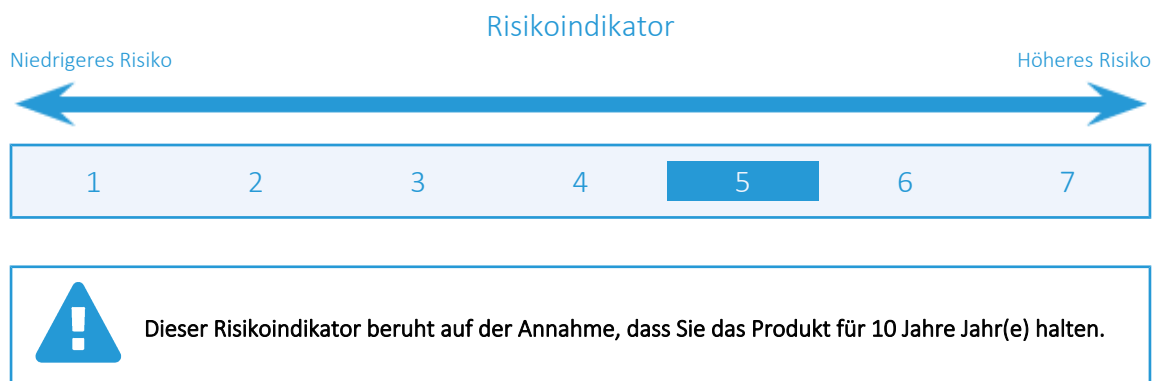 Risikoindikator
Niedrigeres Risiko Höheres Risiko
1 2 3 4 5 6 7
Dieser Risikoindikator beruht auf der Annahme, dass Sie das Produkt für 10 Jahre Jahr(e) halten.